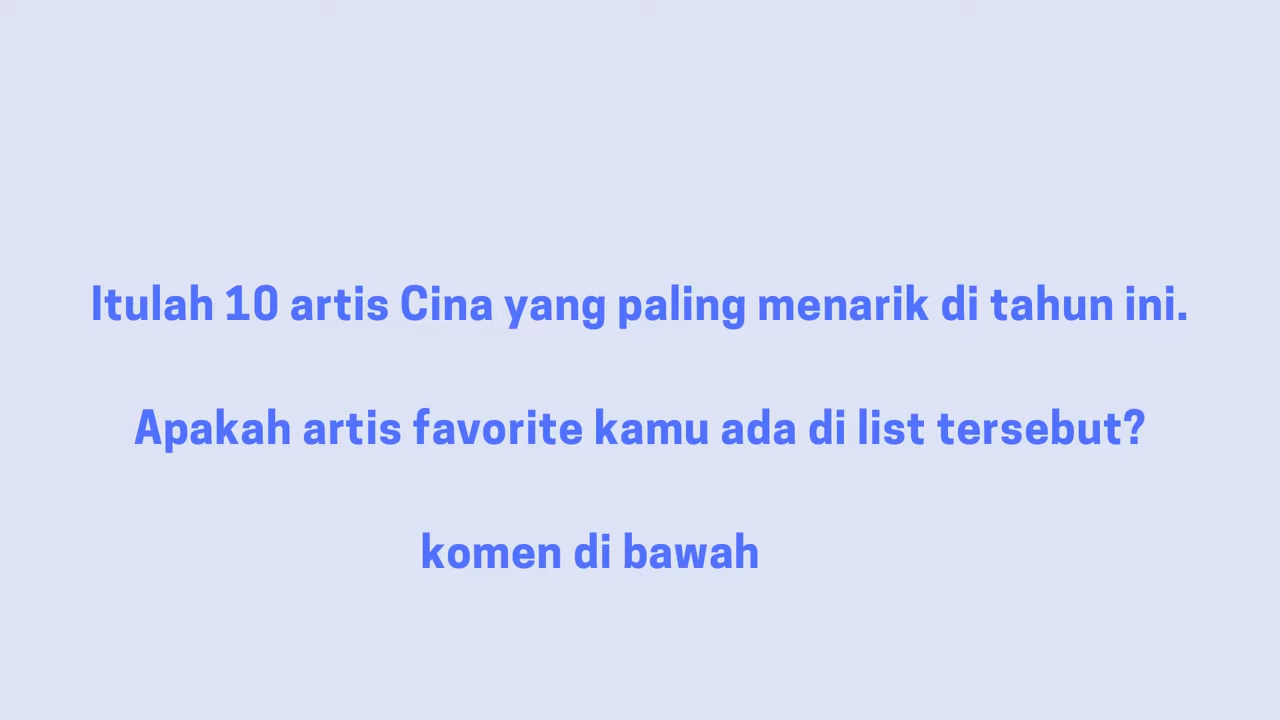 Itulah 10 artis Cina yang paling menarik di tahun ini.
Apakah artis favorite kamu ada di list tersebut?
komen di bawah